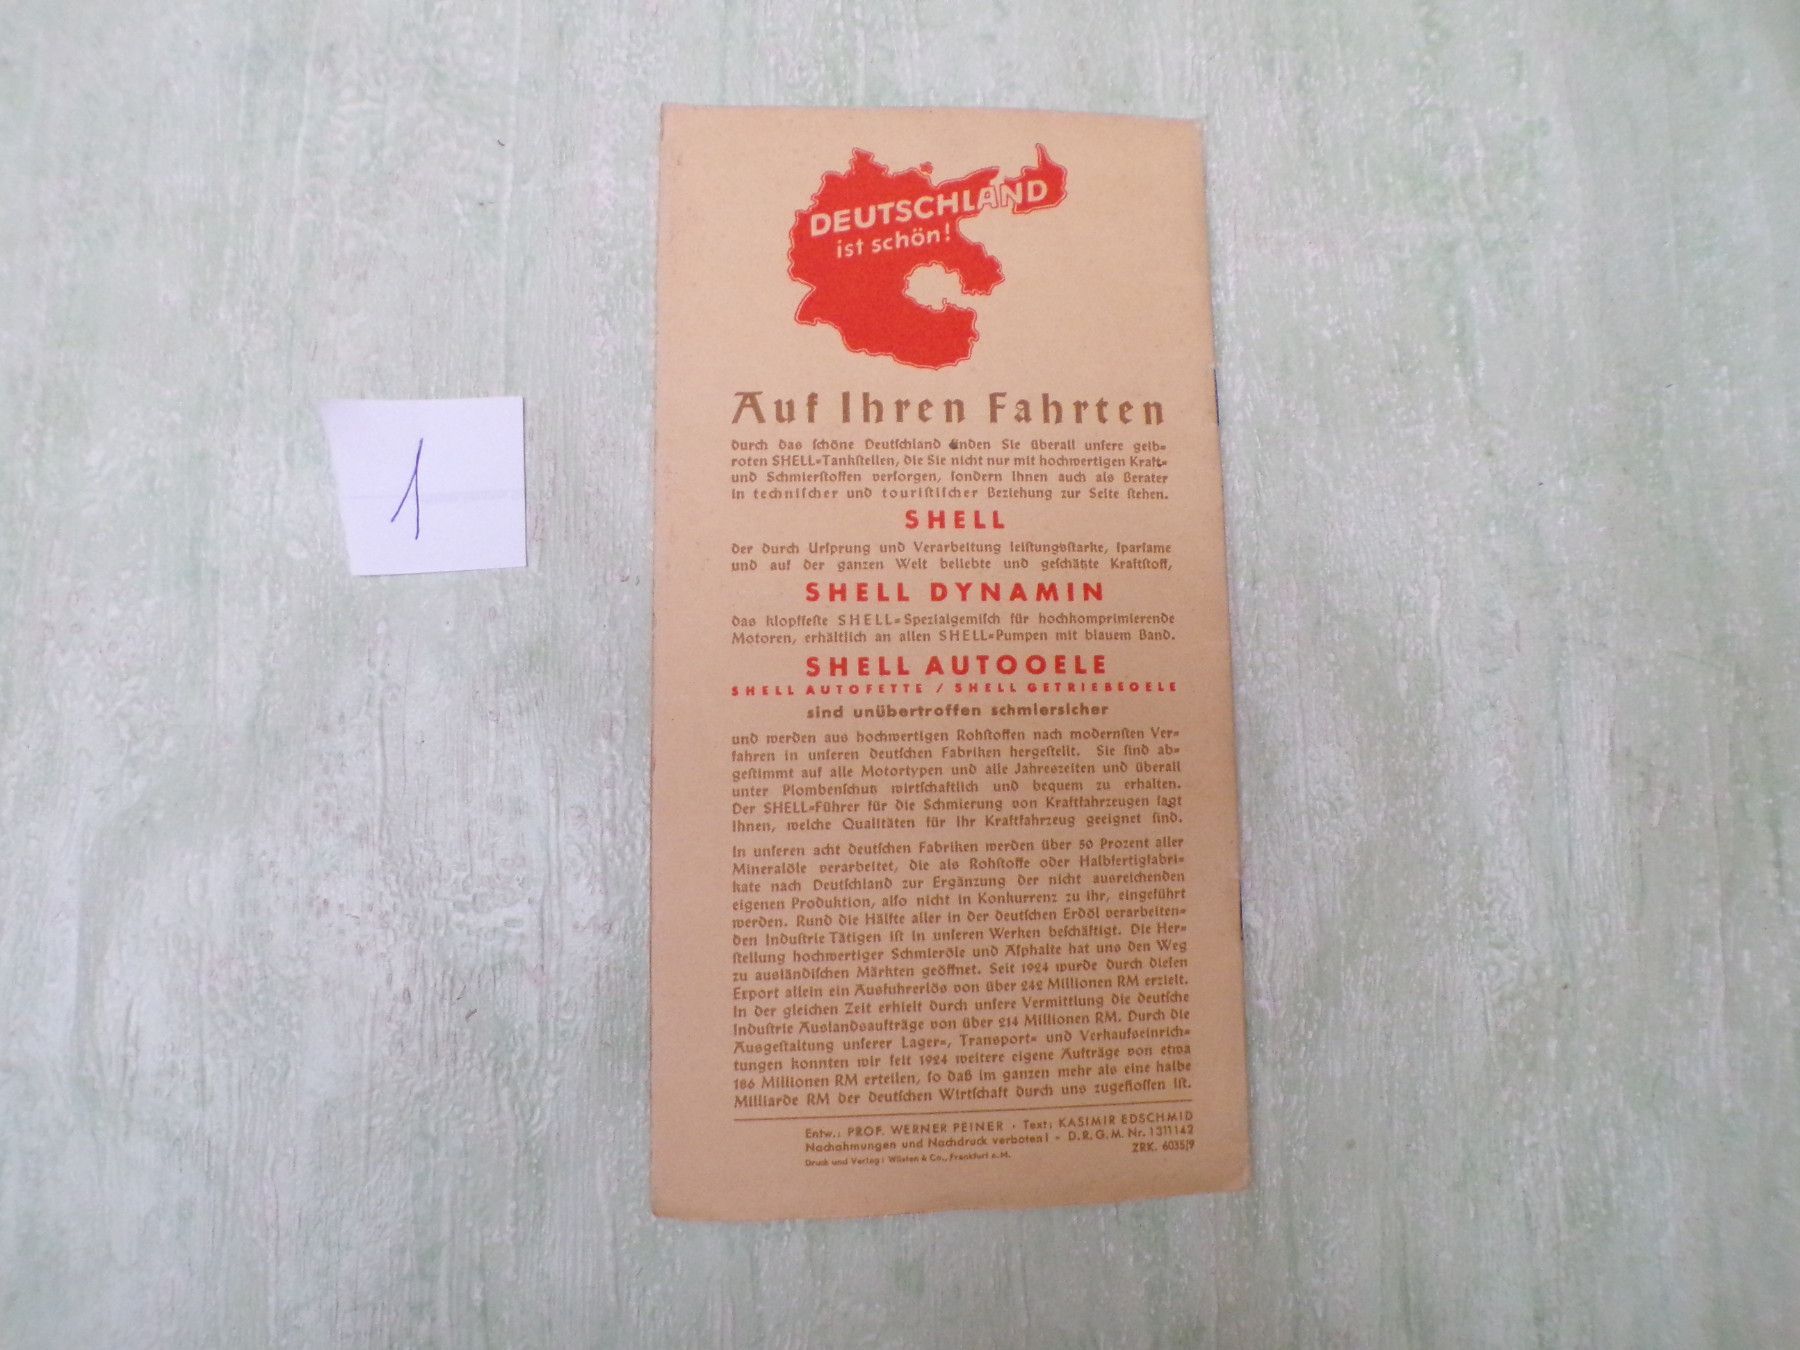 1
DEUTSCHLAND
ist schön!
Auf Ihren Fahrten
durch das schöne Deutschland finden Sie überall unsere gelb-
roten SHELL-Tankstellen, die Sie nicht nur mit hochwertigen Kraft-
und Schmierstoffen versorgen, sondern Ihnen auch als Berater
in technischer und touristischer Beziehung zur Seite stehen.
SHELL
der durch Ursprung und Verarbeitung leistungsstarke, sparsame
und auf der ganzen Welt beliebte und geschätzte Kraftstoff,
SHELL DYNAMIN
das klopffeste SHELL-Spezialgemisch für hochkomprimierende
Motoren, erhältlich an allen SHELL-Pumpen mit blauem Band.
SHELL AUTOOELE
SHELL AUTOFETTE / SHELL GETRIEBEOELE
sind unübertroffen schmiersicher
und werden aus hochwertigen Rohstoffen nach modernsten Ver-
fahren in unseren deutschen Fabriken hergestellt. Sie sind ab-
gestimmt auf alle Motortypen und alle Jahreszeiten und überall
unter Plombenschutz wirtschaftlich und bequem zu erhalten.
Der SHELL-Führer für die Schmierung von Kraftfahrzeugen sagt
Ihnen, welche Qualitäten für Ihr Kraftfahrzeug geeignet sind.
In unseren acht deutschen Fabriken werden über 50 Prozent aller
Mineralöle verarbeitet, die als Rohstoffe oder Halbfertigfabri-
kate nach Deutschland zur Ergänzung der nicht ausreichenden
eigenen Produktion, also nicht in Konkurrenz zu ihr, eingeführt
werden. Rund die Hälfte aller in der deutschen Erdöl verarbeiten-
den Industrie Tätigen ist in unseren Werken beschäftigt. Die Her-
stellung hochwertiger Schmieröle und Asphalte hat uns den Weg
zu ausländischen Märkten geöffnet. Seit 1924 wurde durch diesen
Export allein ein Ausfuhrerlös von über 242 Millionen RM erzielt.
In der gleichen Zeit erhielt durch unsere Vermittlung die deutsche
Industrie Auslandsaufträge von über 214 Millionen RM. Durch die
Ausgestaltung unserer Lager-, Transport- und Verkaufseinrich-
tungen konnten wir seit 1924 weitere eigene Aufträge von etwa
186 Millionen RM erteilen, so daß im ganzen mehr als eine halbe
Milliarde RM der deutschen Wirtschaft durch uns zugeflossen ist.
Entw.: PROF. WERNER PEINER · Text: KASIMIR EDSCHMID
Nachahmungen und Nachdruck verboten! - D.R.G.M. Nr. 1311142
Druck und Verlag: Wüsten & Co., Frankfurt a. M.
ZRK. 6035/9